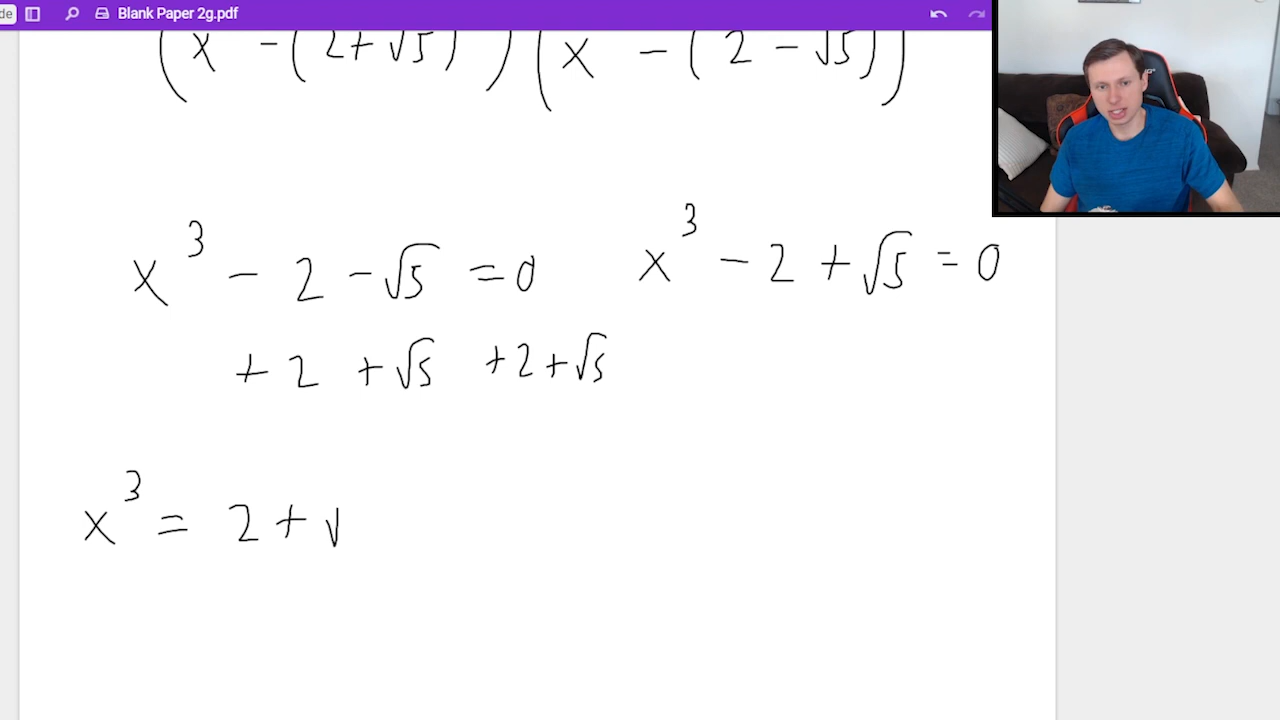 de Blank Paper 2g.pdf
(x - (2+√5))(x - (2 - √5))
x³ - 2 - √5 = 0 x³ - 2 + √5 = 0
+ 2 + √5 +2+√5
x³ = 2 + √